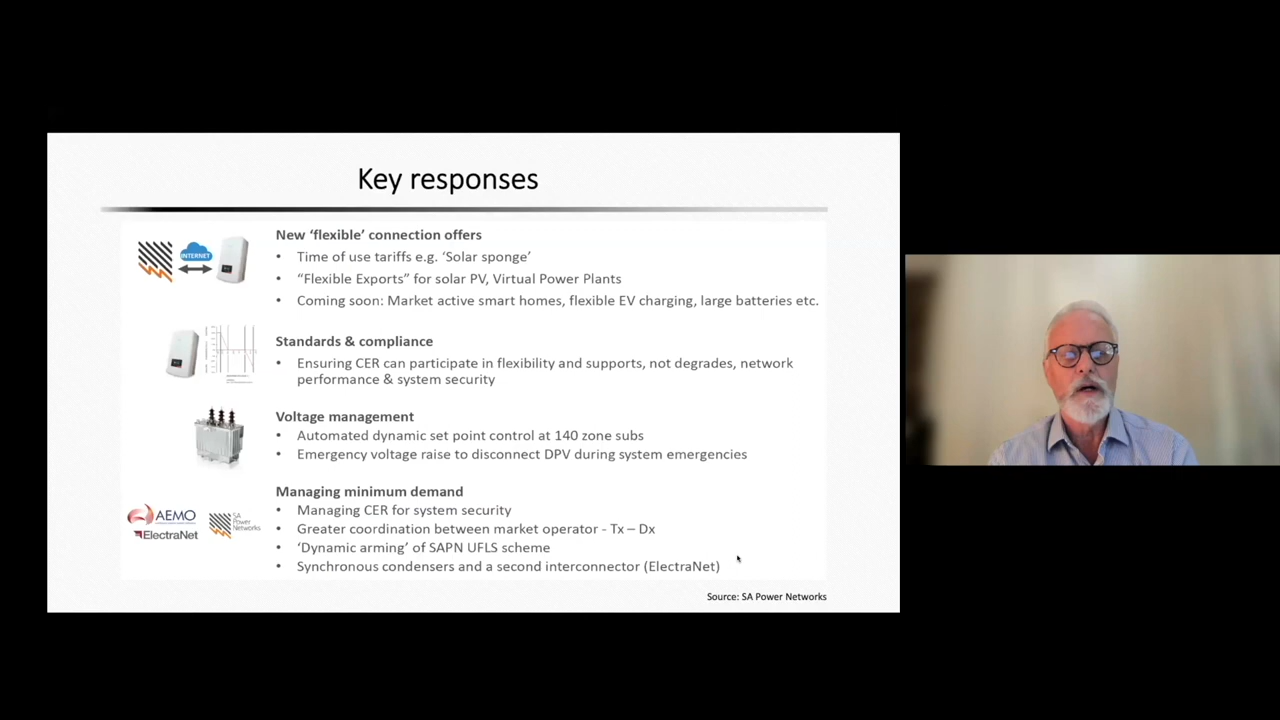 Key responses
INTERNET
New ‘flexible’ connection offers
• Time of use tariffs e.g. ‘Solar sponge’
• “Flexible Exports” for solar PV, Virtual Power Plants
• Coming soon: Market active smart homes, flexible EV charging, large batteries etc.
Standards & compliance
• Ensuring CER can participate in flexibility and supports, not degrades, network
performance & system security
Voltage management
• Automated dynamic set point control at 140 zone subs
• Emergency voltage raise to disconnect DPV during system emergencies
AEMO
ElectraNet
SA
Power
Networks
Managing minimum demand
• Managing CER for system security
• Greater coordination between market operator - Tx – Dx
• ‘Dynamic arming’ of SAPN UFLS scheme
• Synchronous condensers and a second interconnector (ElectraNet)
Source: SA Power Networks